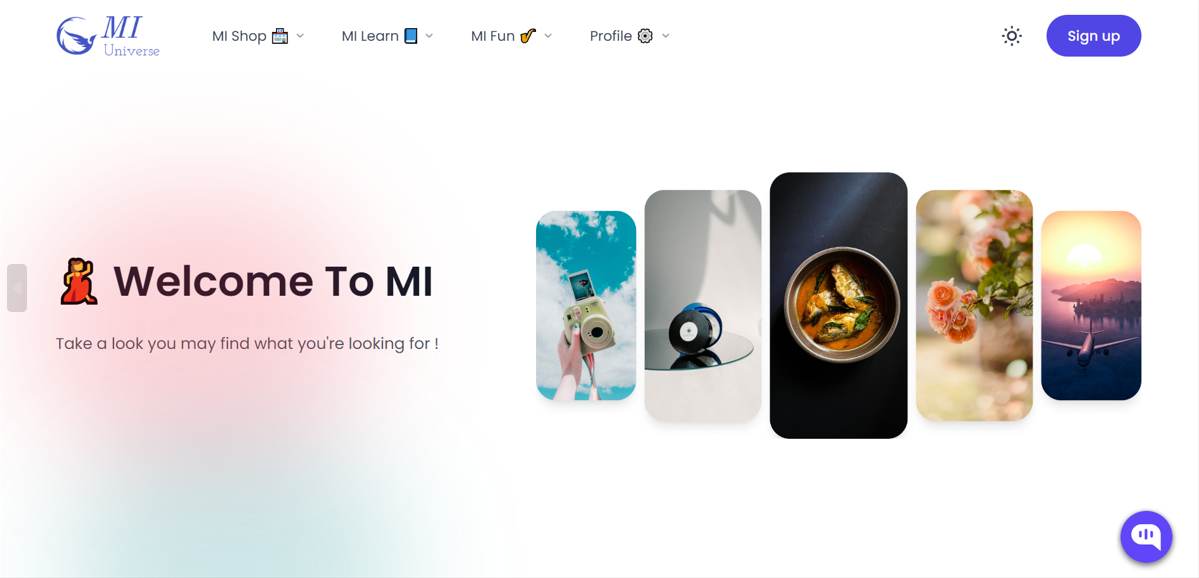 MI
Universe
MI Shop 🏫
MI Learn 📘
MI Fun 🎷
Profile ⚙
Sign up
💃 Welcome To MI
Take a look you may find what you're looking for !